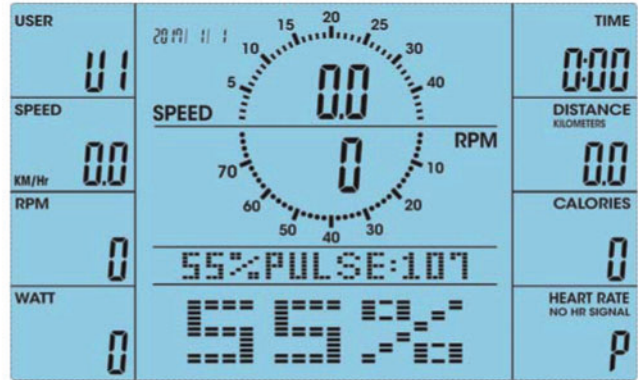 USER
U1
SPEED
KM/Hr 0.0
RPM
0
WATT
0
2017/ 1/ 1
5 10 15 20 25 30 40
SPEED 0.0
RPM 0
10 20 30 40 50 60 70
55%PULSE:107
55%
TIME
0:00
DISTANCE
KILOMETERS
0.0
CALORIES
0
HEART RATE
NO HR SIGNAL
P